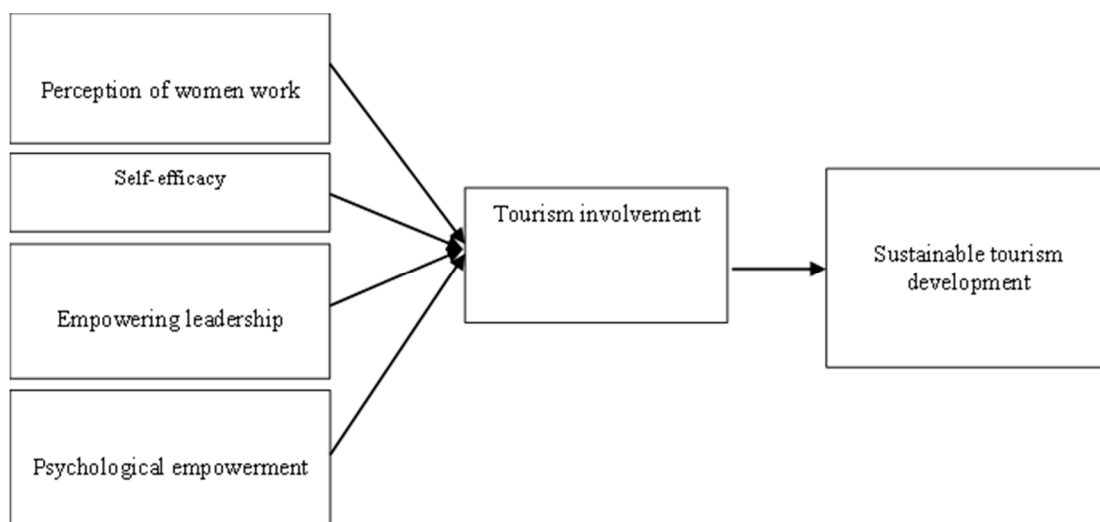 Perception of women work
Self-efficacy
Empowering leadership
Psychological empowerment
Tourism involvement
Sustainable tourism
development